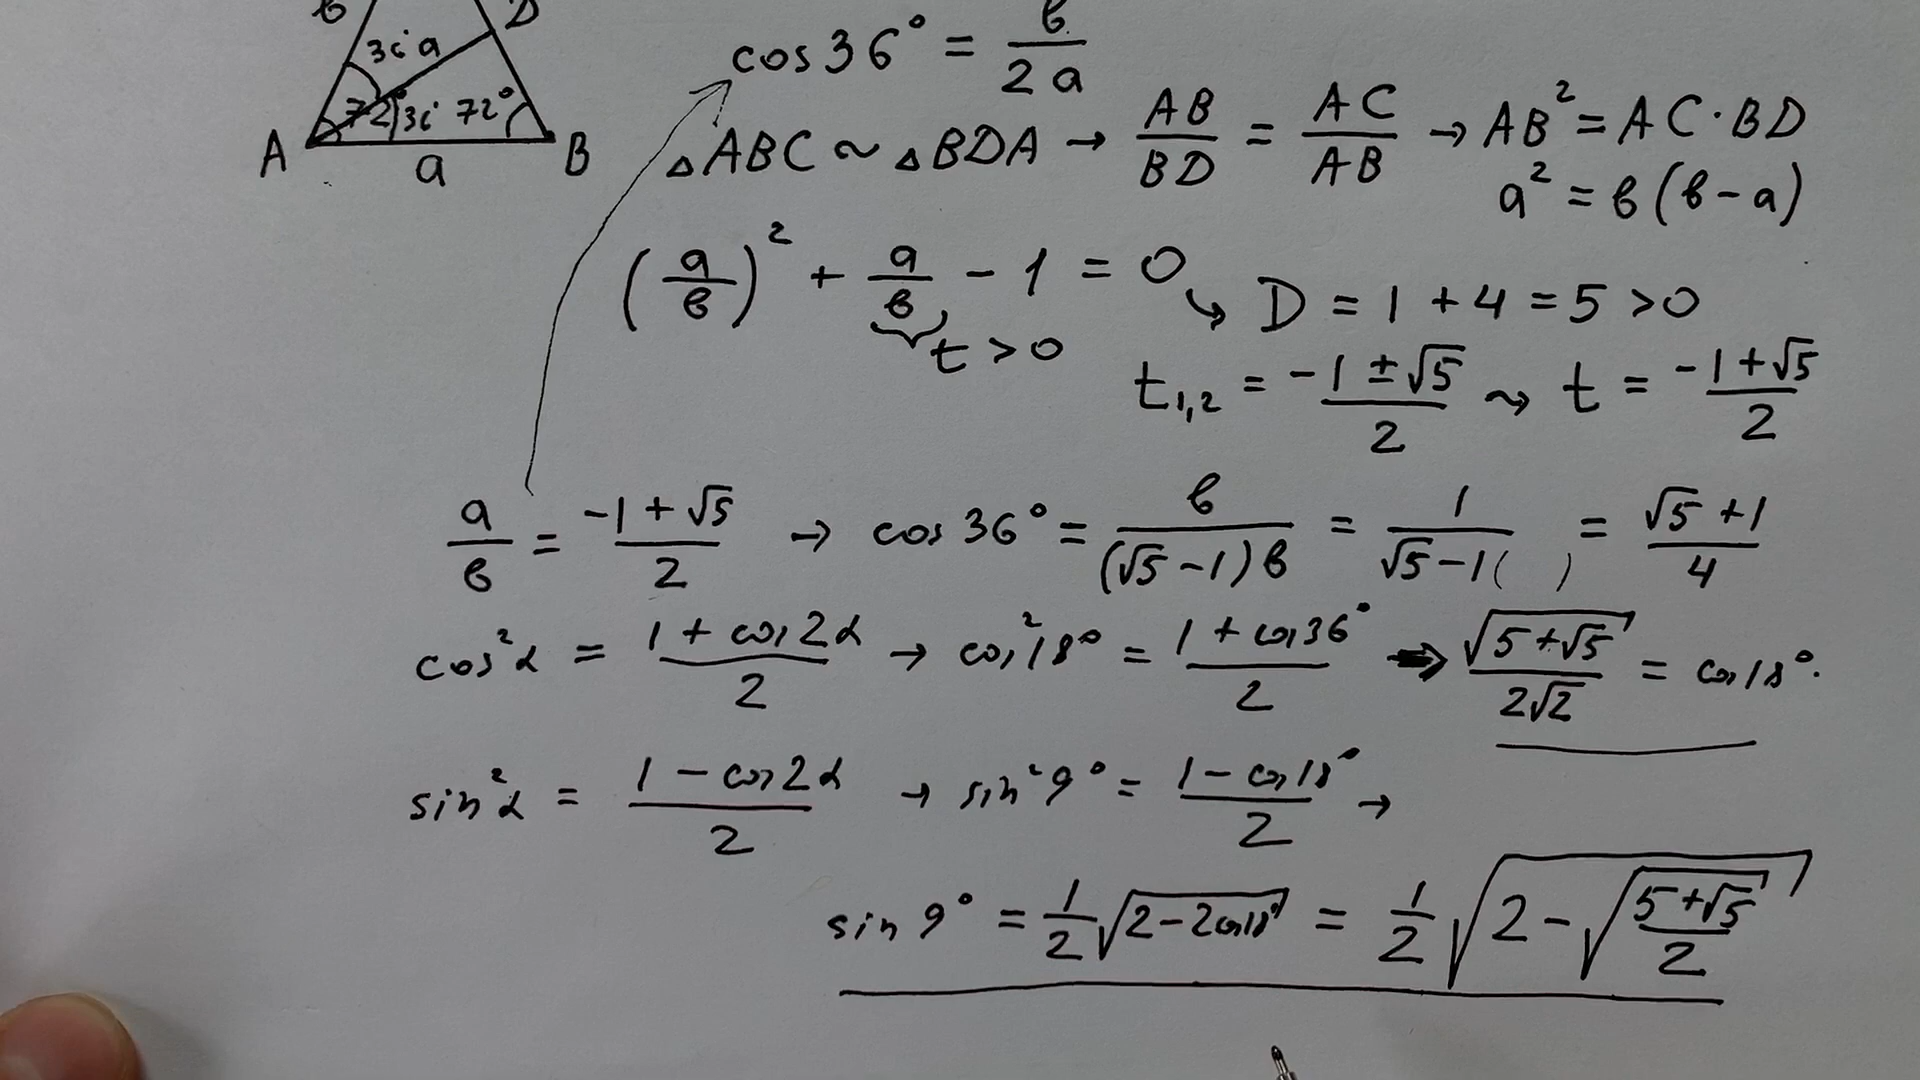 в D
36° a
72° 36° 72°
A a B
cos 36° = в / 2a
△ABC ~ △BDA → AB/BD = AC/AB → AB² = AC · BD
a² = в (в - a)
(a/в)² + a/в - 1 = 0 ↪ D = 1 + 4 = 5 > 0
t > 0
t₁,₂ = (-1 ± √5)/2 ⇝ t = (-1 + √5)/2
a/в = (-1 + √5)/2 → cos 36° = в / ((√5 - 1) в) = 1 / (√5 - 1) ( ) = (√5 + 1)/4
cos²α = (1 + cos 2α)/2 → cos² 18° = (1 + cos 36°)/2 → √(5 + √5) / (2√2) = cos 18°.
sin²α = (1 - cos 2α)/2 → sin² 9° = (1 - cos 18°)/2 →
sin 9° = 1/2 √(2 - 2cos 18°) = 1/2 √(2 - √((5 + √5)/2))